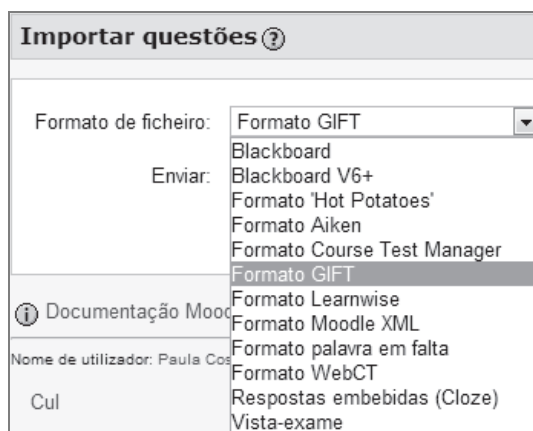 Importar questões
Formato de ficheiro: Formato GIFT
Blackboard
Enviar: Blackboard V6+
Formato 'Hot Potatoes'
Formato Aiken
Formato Course Test Manager
Formato GIFT
Formato Learnwise
Documentação Mood
Formato Moodle XML
Formato palavra em falta
Nome de utilizador: Paula Cos
Formato WebCT
Cul
Respostas embebidas (Cloze)
Vista-exame